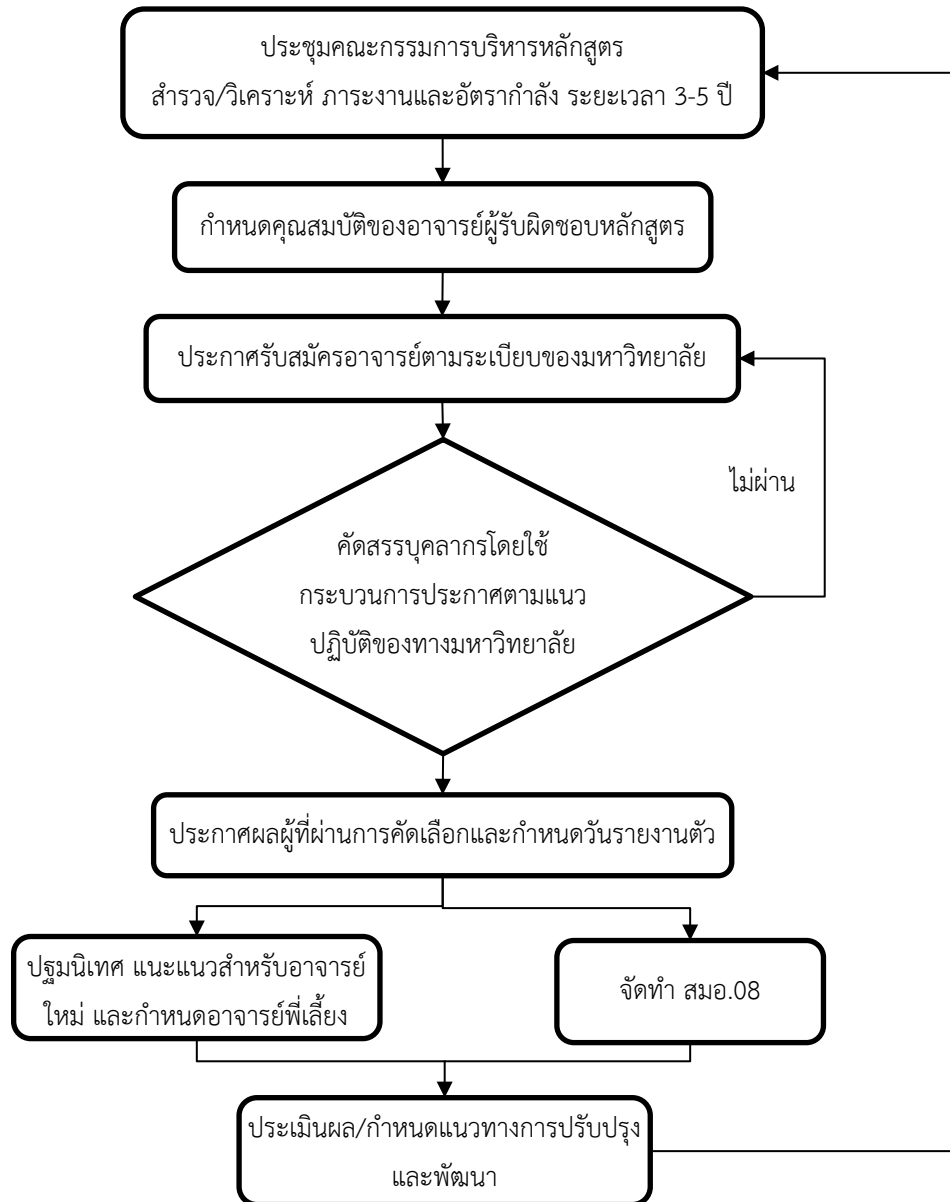 ประชุมคณะกรรมการบริหารหลักสูตร
สำรวจ/วิเคราะห์ ภาระงานและอัตรากำลัง ระยะเวลา 3-5 ปี
กำหนดคุณสมบัติของอาจารย์ผู้รับผิดชอบหลักสูตร
ประกาศรับสมัครอาจารย์ตามระเบียบของมหาวิทยาลัย
ไม่ผ่าน
คัดสรรบุคลากรโดยใช้
กระบวนการประกาศตามแนว
ปฏิบัติของทางมหาวิทยาลัย
ประกาศผลผู้ที่ผ่านการคัดเลือกและกำหนดวันรายงานตัว
ปฐมนิเทศ แนะแนวสำหรับอาจารย์
ใหม่ และกำหนดอาจารย์พี่เลี้ยง
จัดทำ สมอ.08
ประเมินผล/กำหนดแนวทางการปรับปรุง
และพัฒนา